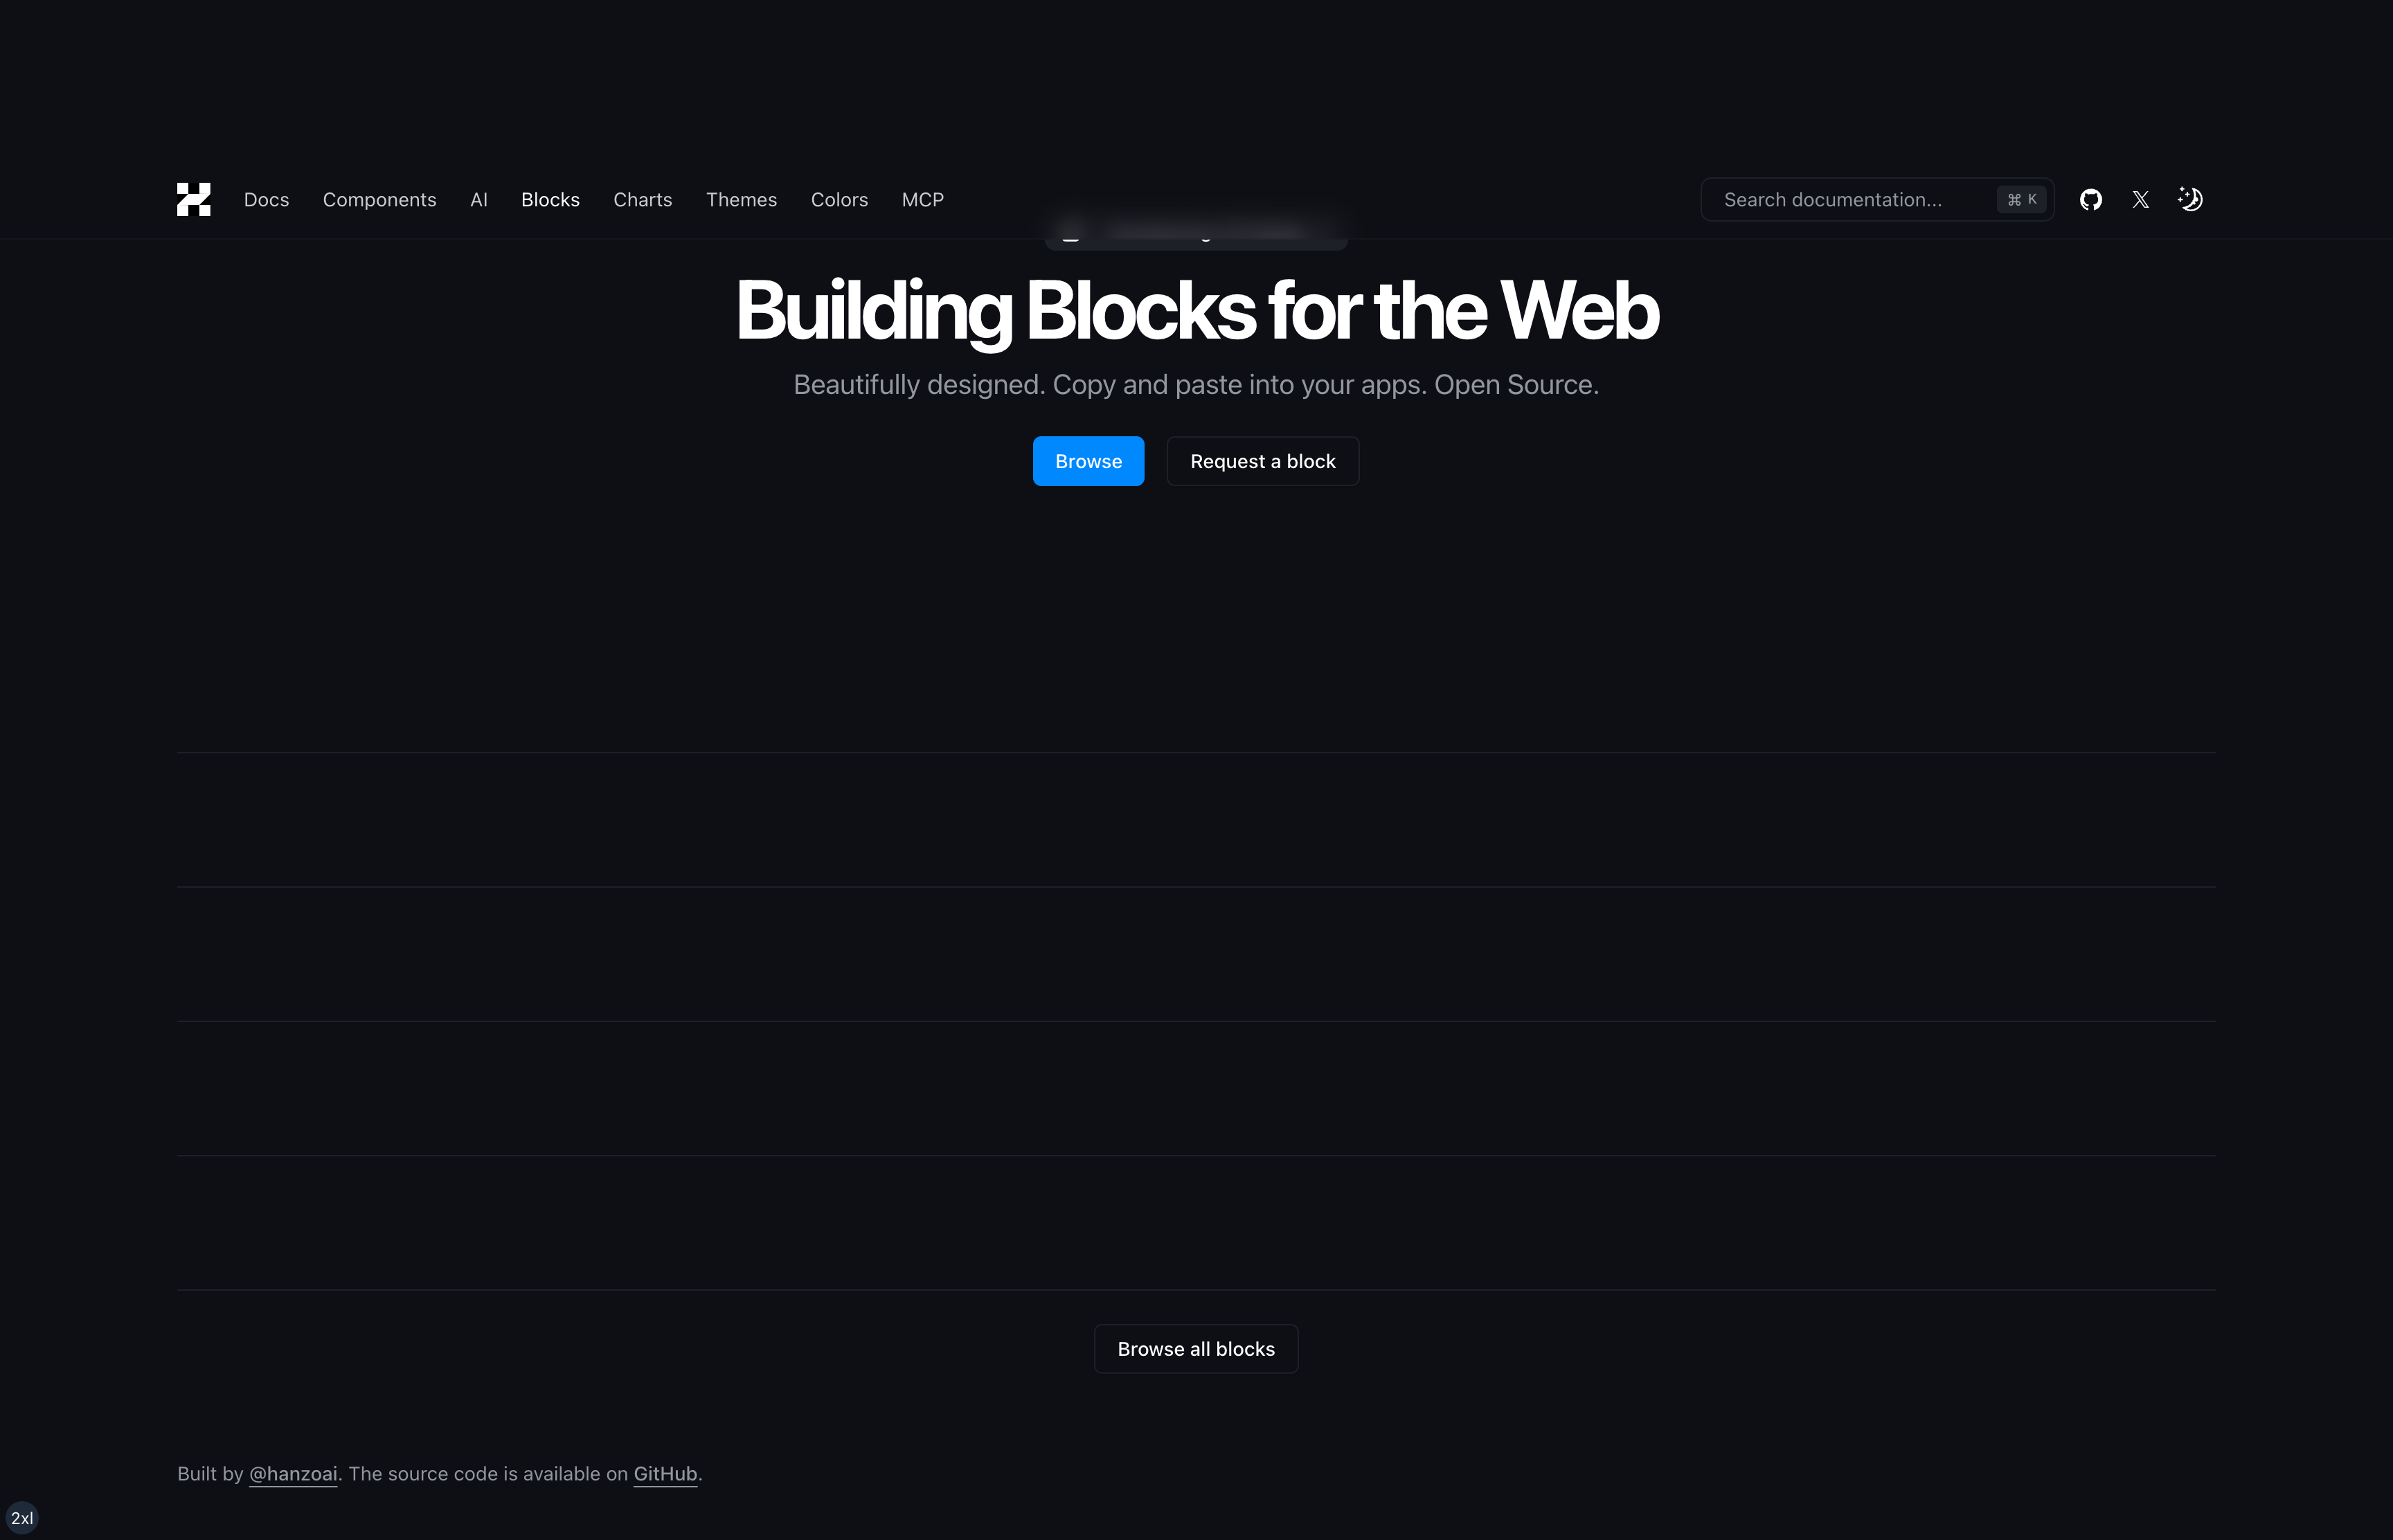 Docs Components AI Blocks Charts Themes Colors MCP Search documentation... ⌘ K
Building Blocks for the Web
Beautifully designed. Copy and paste into your apps. Open Source.
Browse Request a block
Browse all blocks
Built by @hanzoai. The source code is available on GitHub.
2xl